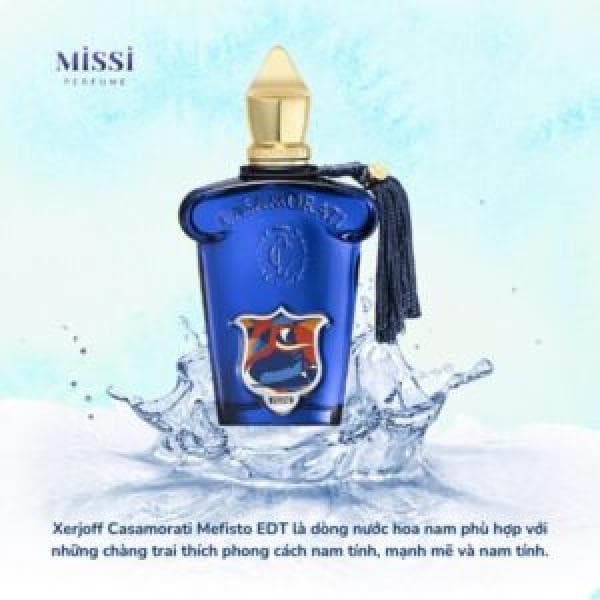 MISSI
PERFUME
CASAMORATI
MEFISTO
Xerjoff Casamorati Mefisto EDT là dòng nước hoa nam phù hợp với
những chàng trai thích phong cách nam tính, mạnh mẽ và nam tính.